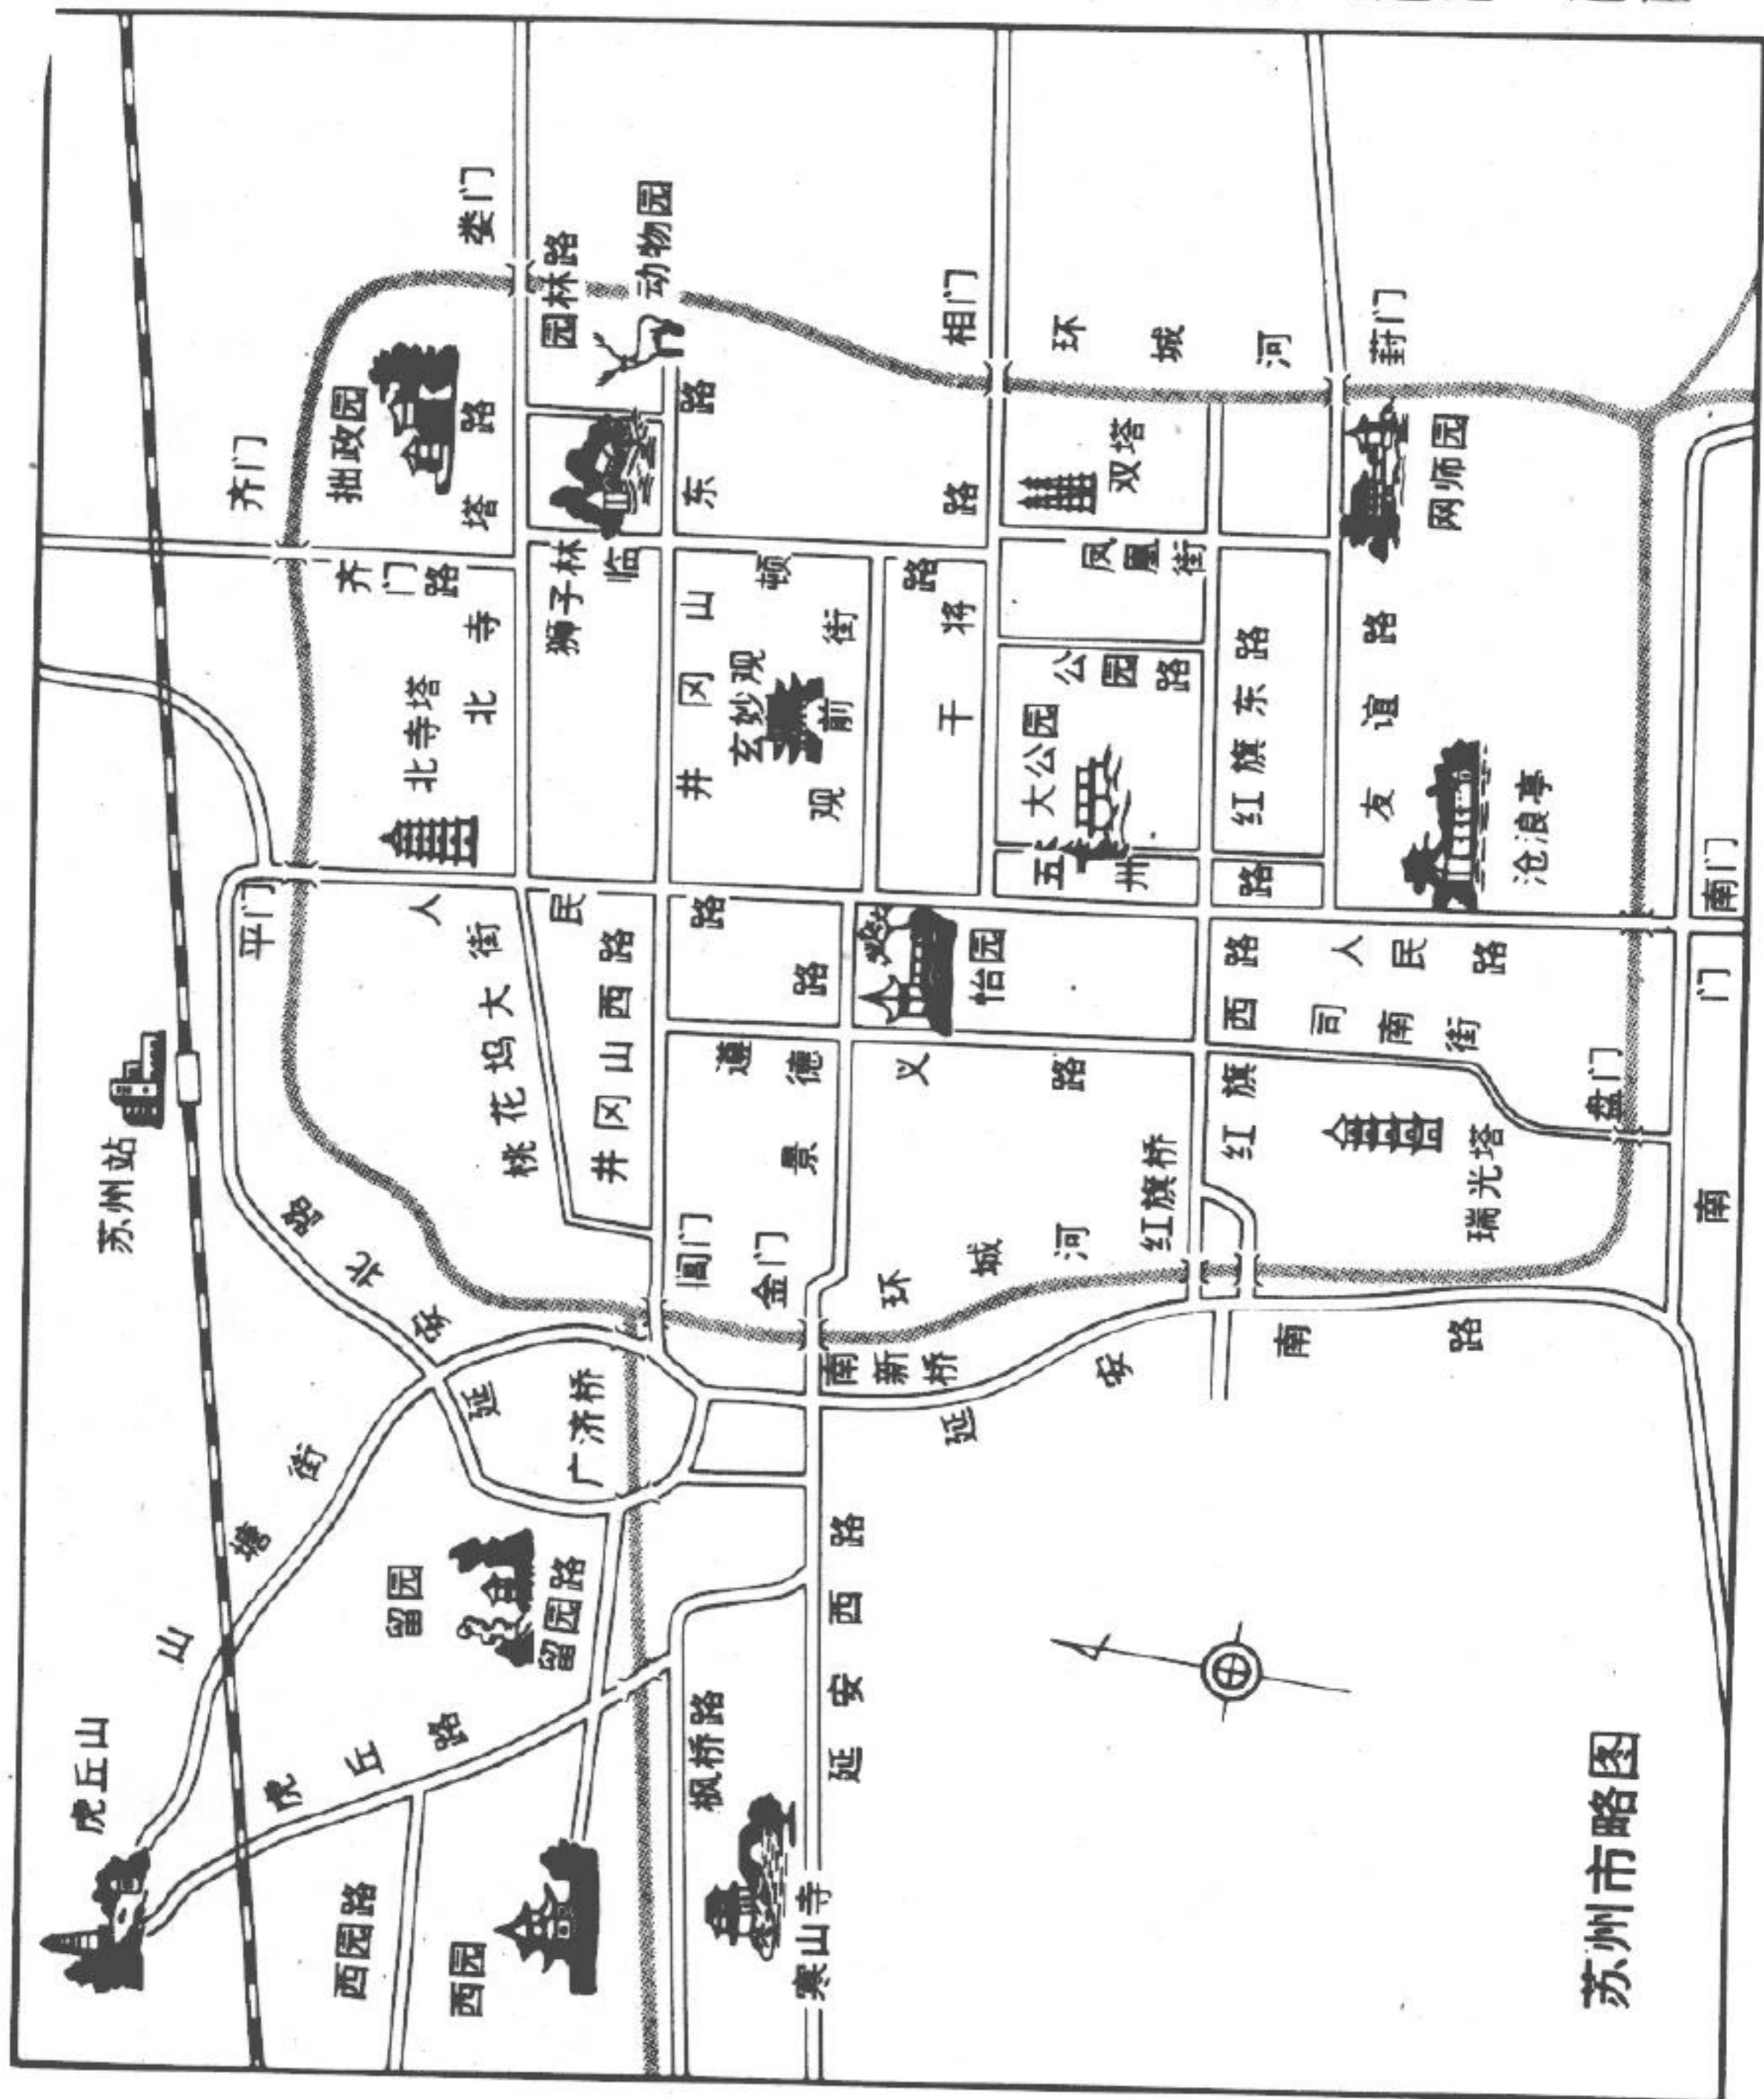 苏州市略图
虎丘山
山塘街
苏州站
平门
齐门
娄门
拙政园
齐门路
北寺塔
北寺塔路
园林路
动物园
狮子林
临顿路
人民路
桃花坞大街
井冈山西路
井冈山东路
玄妙观
观前街
延安北路
虎丘路
西园路
西园
留园
留园路
广济桥
枫桥路
寒山寺
延安西路
阊门
金门
南新桥
景德路
遵义路
怡园
环城河
干将路
相门
环城河
双塔
凤凰街
公园路
大公园
五卅路
红旗东路
红旗西路
红旗桥
延安南路
葑门
网师园
友谊路
沧浪亭
人民路
司南街
瑞光塔
盘门
南门
南门路